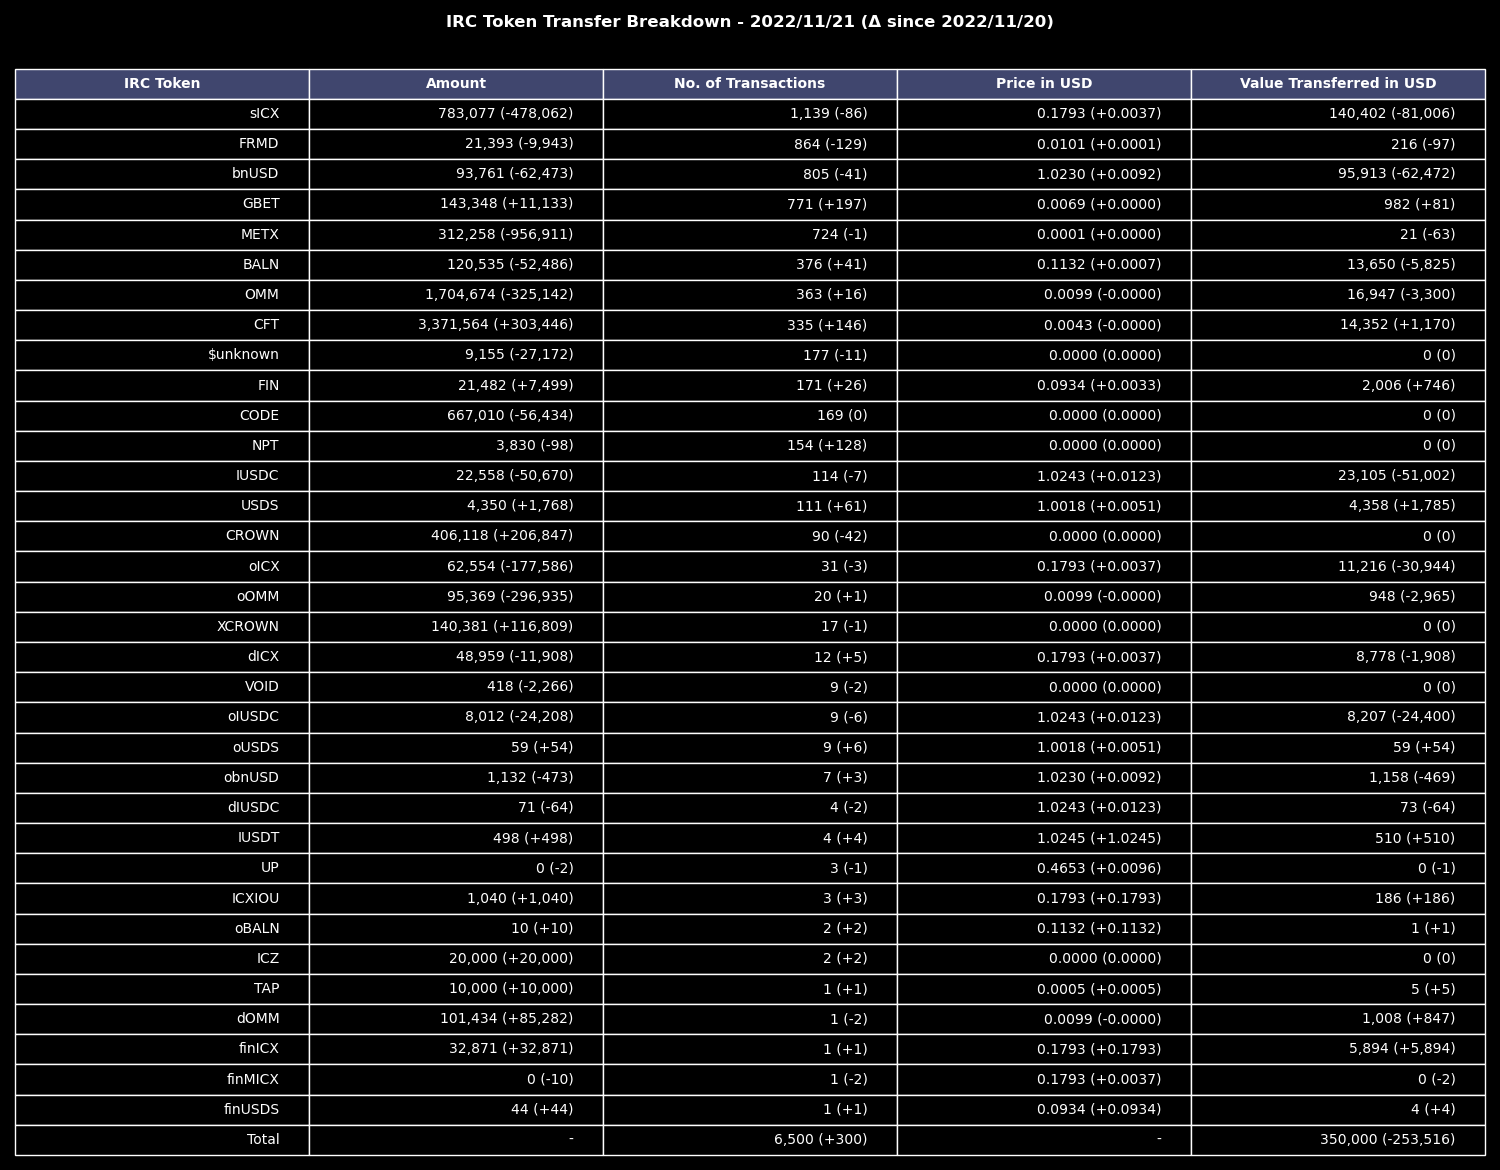 IRC Token Transfer Breakdown - 2022/11/21 (Δ since 2022/11/20)
IRC Token Amount No. of Transactions Price in USD Value Transferred in USD
sICX 783,077 (-478,062) 1,139 (-86) 0.1793 (+0.0037) 140,402 (-81,006)
FRMD 21,393 (-9,943) 864 (-129) 0.0101 (+0.0001) 216 (-97)
bnUSD 93,761 (-62,473) 805 (-41) 1.0230 (+0.0092) 95,913 (-62,472)
GBET 143,348 (+11,133) 771 (+197) 0.0069 (+0.0000) 982 (+81)
METX 312,258 (-956,911) 724 (-1) 0.0001 (+0.0000) 21 (-63)
BALN 120,535 (-52,486) 376 (+41) 0.1132 (+0.0007) 13,650 (-5,825)
OMM 1,704,674 (-325,142) 363 (+16) 0.0099 (-0.0000) 16,947 (-3,300)
CFT 3,371,564 (+303,446) 335 (+146) 0.0043 (-0.0000) 14,352 (+1,170)
$unknown 9,155 (-27,172) 177 (-11) 0.0000 (0.0000) 0 (0)
FIN 21,482 (+7,499) 171 (+26) 0.0934 (+0.0033) 2,006 (+746)
CODE 667,010 (-56,434) 169 (0) 0.0000 (0.0000) 0 (0)
NPT 3,830 (-98) 154 (+128) 0.0000 (0.0000) 0 (0)
IUSDC 22,558 (-50,670) 114 (-7) 1.0243 (+0.0123) 23,105 (-51,002)
USDS 4,350 (+1,768) 111 (+61) 1.0018 (+0.0051) 4,358 (+1,785)
CROWN 406,118 (+206,847) 90 (-42) 0.0000 (0.0000) 0 (0)
oICX 62,554 (-177,586) 31 (-3) 0.1793 (+0.0037) 11,216 (-30,944)
oOMM 95,369 (-296,935) 20 (+1) 0.0099 (-0.0000) 948 (-2,965)
XCROWN 140,381 (+116,809) 17 (-1) 0.0000 (0.0000) 0 (0)
dICX 48,959 (-11,908) 12 (+5) 0.1793 (+0.0037) 8,778 (-1,908)
VOID 418 (-2,266) 9 (-2) 0.0000 (0.0000) 0 (0)
oIUSDC 8,012 (-24,208) 9 (-6) 1.0243 (+0.0123) 8,207 (-24,400)
oUSDS 59 (+54) 9 (+6) 1.0018 (+0.0051) 59 (+54)
obnUSD 1,132 (-473) 7 (+3) 1.0230 (+0.0092) 1,158 (-469)
dIUSDC 71 (-64) 4 (-2) 1.0243 (+0.0123) 73 (-64)
IUSDT 498 (+498) 4 (+4) 1.0245 (+1.0245) 510 (+510)
UP 0 (-2) 3 (-1) 0.4653 (+0.0096) 0 (-1)
ICXIOU 1,040 (+1,040) 3 (+3) 0.1793 (+0.1793) 186 (+186)
oBALN 10 (+10) 2 (+2) 0.1132 (+0.1132) 1 (+1)
ICZ 20,000 (+20,000) 2 (+2) 0.0000 (0.0000) 0 (0)
TAP 10,000 (+10,000) 1 (+1) 0.0005 (+0.0005) 5 (+5)
dOMM 101,434 (+85,282) 1 (-2) 0.0099 (-0.0000) 1,008 (+847)
finICX 32,871 (+32,871) 1 (+1) 0.1793 (+0.1793) 5,894 (+5,894)
finMICX 0 (-10) 1 (-2) 0.1793 (+0.0037) 0 (-2)
finUSDS 44 (+44) 1 (+1) 0.0934 (+0.0934) 4 (+4)
Total - 6,500 (+300) - 350,000 (-253,516)